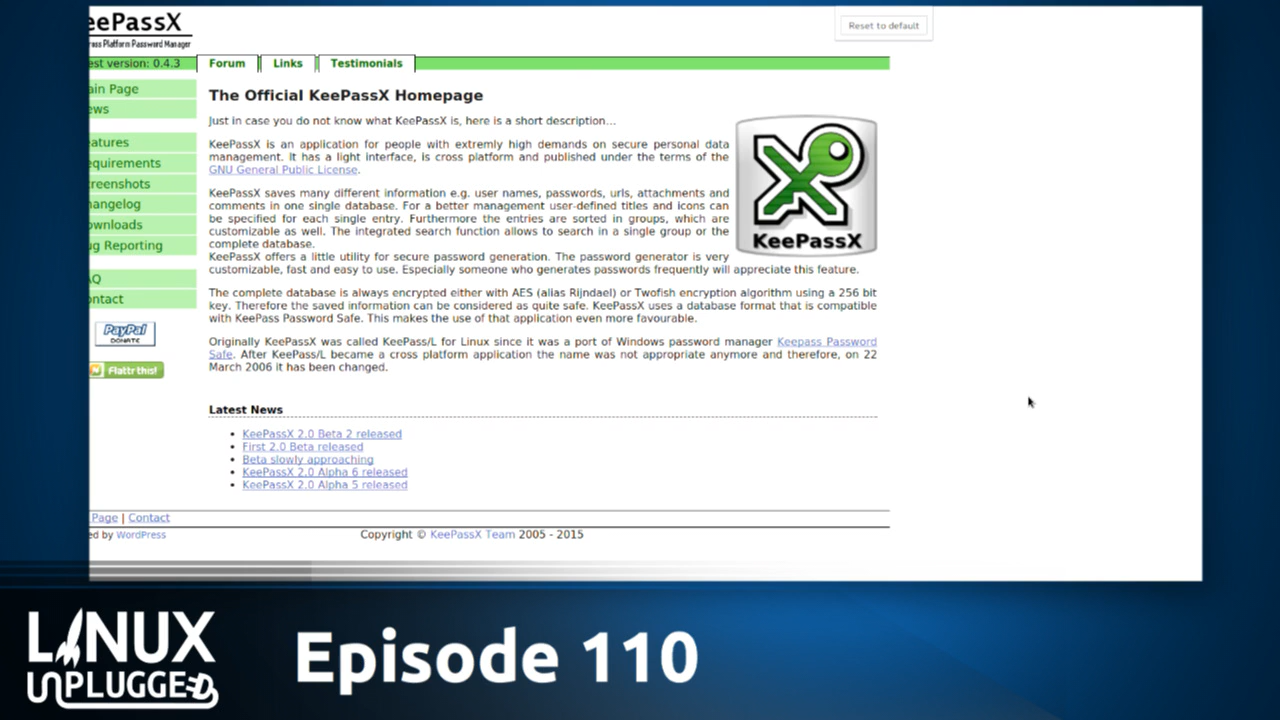 eePassX
ross Platform Password Manager
est version: 0.4.3
Forum
Links
Testimonials
Reset to default
ain Page
ews
eatures
equirements
creenshots
hangelog
ownloads
ug Reporting
AQ
ontact
PayPal
DONATE
Flattr this!
The Official KeePassX Homepage
Just in case you do not know what KeePassX is, here is a short description...
KeePassX is an application for people with extremly high demands on secure personal data
management. It has a light interface, is cross platform and published under the terms of the
GNU General Public License.
KeePassX saves many different information e.g. user names, passwords, urls, attachments and
comments in one single database. For a better management user-defined titles and icons can
be specified for each single entry. Furthermore the entries are sorted in groups, which are
customizable as well. The integrated search function allows to search in a single group or the
complete database.
KeePassX offers a little utility for secure password generation. The password generator is very
customizable, fast and easy to use. Especially someone who generates passwords frequently will appreciate this feature.
KeePassX
The complete database is always encrypted either with AES (alias Rijndael) or Twofish encryption algorithm using a 256 bit
key. Therefore the saved information can be considered as quite safe. KeePassX uses a database format that is compatible
with KeePass Password Safe. This makes the use of that application even more favourable.
Originally KeePassX was called KeePass/L for Linux since it was a port of Windows password manager Keepass Password
Safe. After KeePass/L became a cross platform application the name was not appropriate anymore and therefore, on 22
March 2006 it has been changed.
Latest News
• KeePassX 2.0 Beta 2 released
• First 2.0 Beta released
• Beta slowly approaching
• KeePassX 2.0 Alpha 6 released
• KeePassX 2.0 Alpha 5 released
Page | Contact
ed by WordPress
Copyright © KeePassX Team 2005 - 2015
LINUX
UNPLUGGED
Episode 110